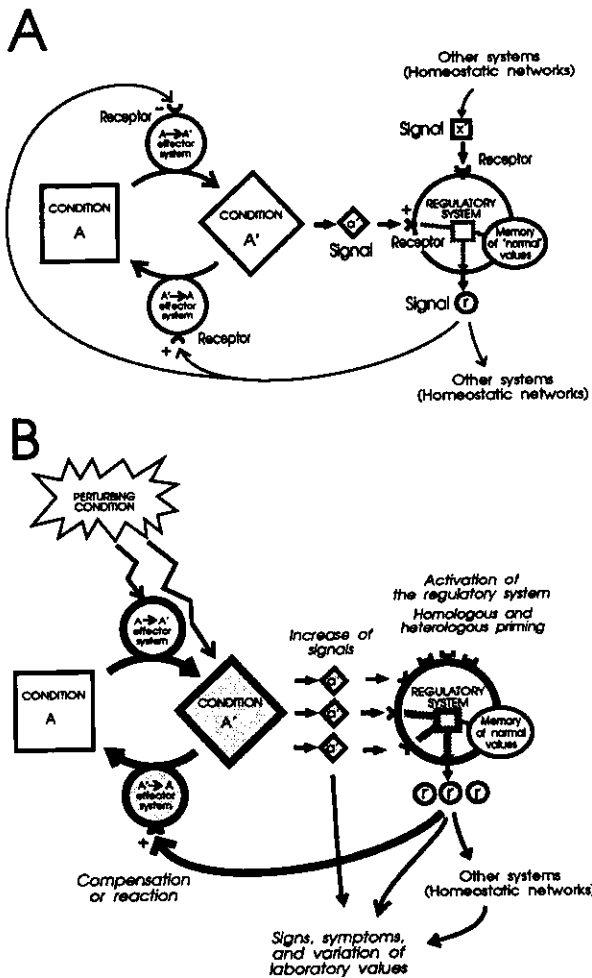 A
Other systems
(Homeostatic networks)
Signal
x'
Receptor
Receptor
−
A→A'
effector
system
CONDITION
A
CONDITION
A'
a'
Signal
+
Receptor
REGULATORY
SYSTEM
Memory
of "normal"
values
A'→A
effector
system
+
Receptor
Signal
r
Other systems
(Homeostatic networks)
B
PERTURBING
CONDITION
Activation of
the regulatory system
Homologous and
heterologous priming
A→A'
effector
system
Increase of
signals
CONDITION
A
CONDITION
A'
a'
a'
a'
REGULATORY
SYSTEM
Memory
of normal
values
A'→A
effector
system
+
r r r
Compensation
or reaction
Other systems
(Homeostatic networks)
Signs, symptoms,
and variation of
laboratory values